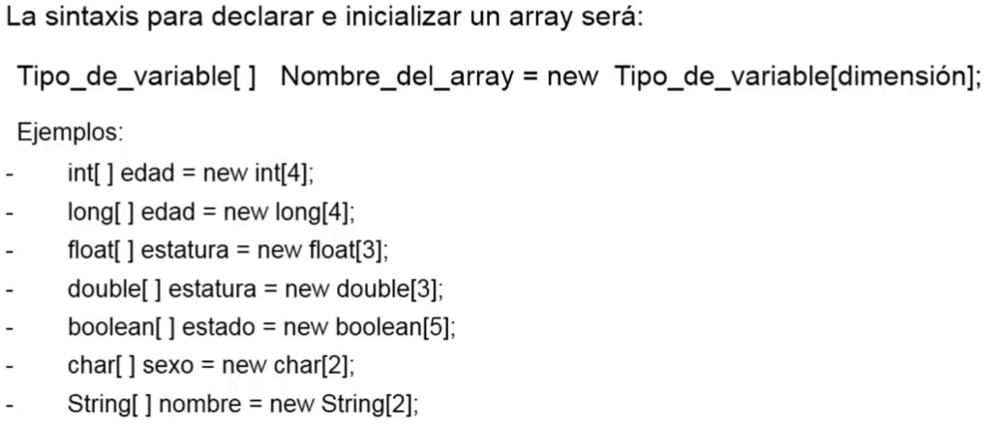 La sintaxis para declarar e inicializar un array será:
Tipo_de_variable[ ] Nombre_del_array = new Tipo_de_variable[dimensión];
Ejemplos:
- int[ ] edad = new int[4];
- long[ ] edad = new long[4];
- float[ ] estatura = new float[3];
- double[ ] estatura = new double[3];
- boolean[ ] estado = new boolean[5];
- char[ ] sexo = new char[2];
- String[ ] nombre = new String[2];